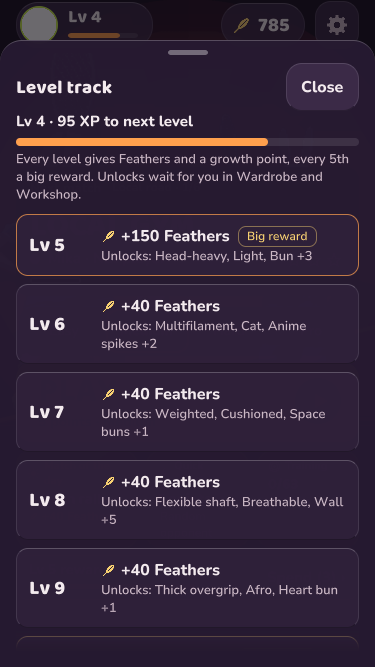 Lv 4
785
Level track
Close
Lv 4 · 95 XP to next level
Every level gives Feathers and a growth point, every 5th
a big reward. Unlocks wait for you in Wardrobe and
Workshop.
Lv 5
+150 Feathers
Big reward
Unlocks: Head-heavy, Light, Bun +3
Lv 6
+40 Feathers
Unlocks: Multifilament, Cat, Anime
spikes +2
Lv 7
+40 Feathers
Unlocks: Weighted, Cushioned, Space
buns +1
Lv 8
+40 Feathers
Unlocks: Flexible shaft, Breathable, Wall
+5
Lv 9
+40 Feathers
Unlocks: Thick overgrip, Afro, Heart bun
+1